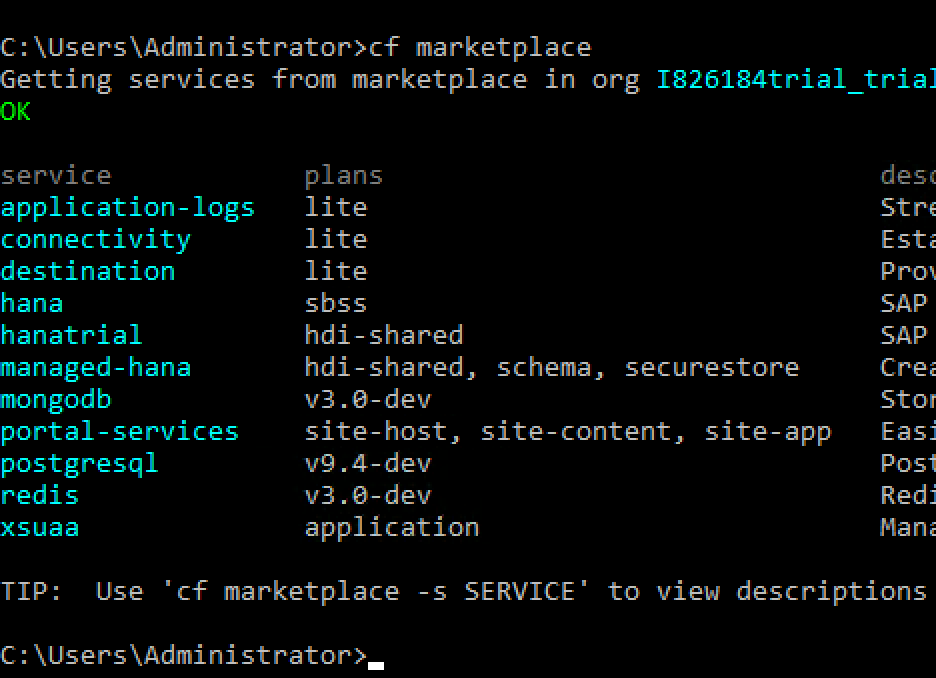 C:\Users\Administrator>cf marketplace
Getting services from marketplace in org I826184trial_trial
OK
service plans desc
application-logs lite Stre
connectivity lite Esta
destination lite Prov
hana sbss SAP
hanatrial hdi-shared SAP
managed-hana hdi-shared, schema, securestore Crea
mongodb v3.0-dev Stor
portal-services site-host, site-content, site-app Easi
postgresql v9.4-dev Post
redis v3.0-dev Redi
xsuaa application Mana
TIP:  Use 'cf marketplace -s SERVICE' to view descriptions
C:\Users\Administrator>